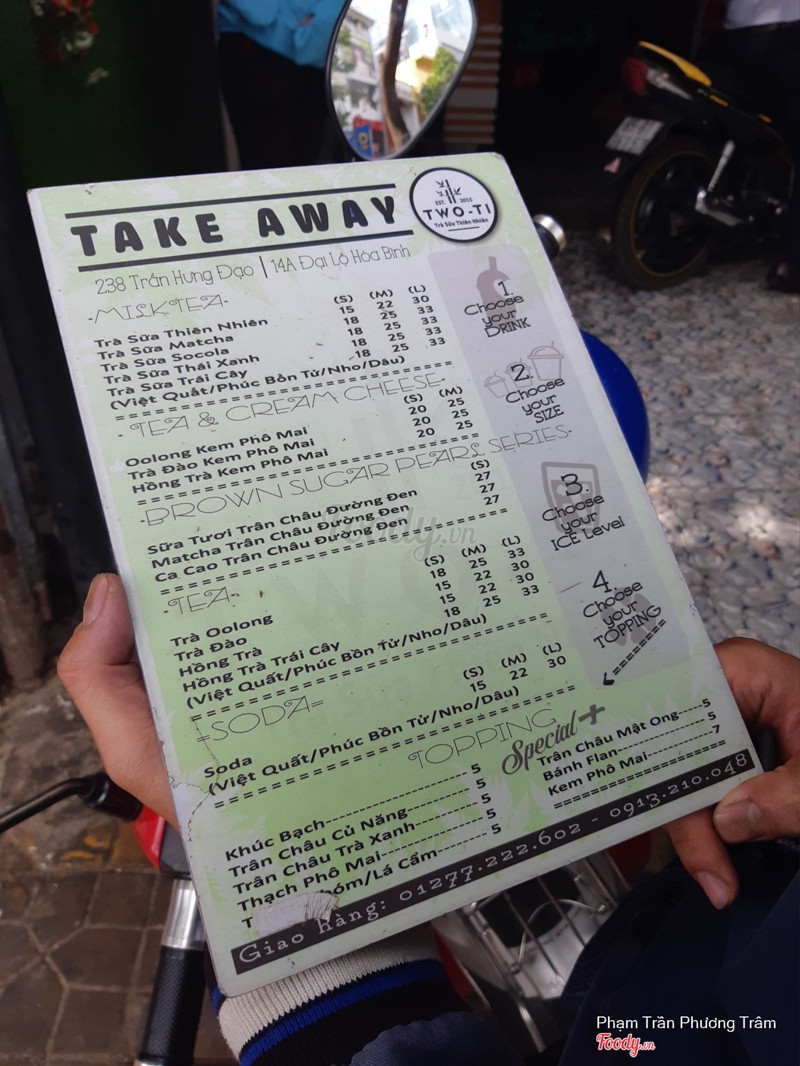 TAKE AWAY
EST. 2015
TWO-TI
Trà Sữa Thiên Nhiên
238 Trần Hưng Đạo | 14A Đại Lộ Hòa Bình
-MILKTEA-
(S) (M) (L)
Trà Sữa Thiên Nhiên 15 22 30
Trà Sữa Matcha 18 25 33
Trà Sữa Socola 18 25 33
Trà Sữa Thái Xanh 18 25 33
Trà Sữa Trái Cây 18 25 33
(Việt Quất/Phúc Bồn Tử/Nho/Dâu)
-TEA & CREAM CHEESE-
(S) (M)
Oolong Kem Phô Mai 20 25
Trà Đào Kem Phô Mai 20 25
Hồng Trà Kem Phô Mai 20 25
-BROWN SUGAR PEARL SERIES-
(S)
Sữa Tươi Trân Châu Đường Đen 27
Matcha Trân Châu Đường Đen 27
Ca Cao Trân Châu Đường Đen 27
-TEA-
(S) (M) (L)
Trà Oolong 18 25 33
Trà Đào 15 22 30
Hồng Trà 15 22 30
Hồng Trà Trái Cây 18 25 33
(Việt Quất/Phúc Bồn Tử/Nho/Dâu)
=SODA=
(S) (M) (L)
Soda 15 22 30
(Việt Quất/Phúc Bồn Tử/Nho/Dâu)
TOPPING
Khúc Bạch 5
Trân Châu Củ Năng 5
Trân Châu Trà Xanh 5
Thạch Phô Mai 5
T óm/Lá Cẩm 5
Special+
Trân Châu Mật Ong 5
Bánh Flan 5
Kem Phô Mai 7
1.
Choose
your
DRINK
2.
Choose
your
SIZE
3.
Choose
your
ICE Level
4.
Choose
your
TOPPING
Giao hàng: 01277.222.602 - 0913.210.048
Foody.vn
Phạm Trần Phương Trâm
Foody.vn